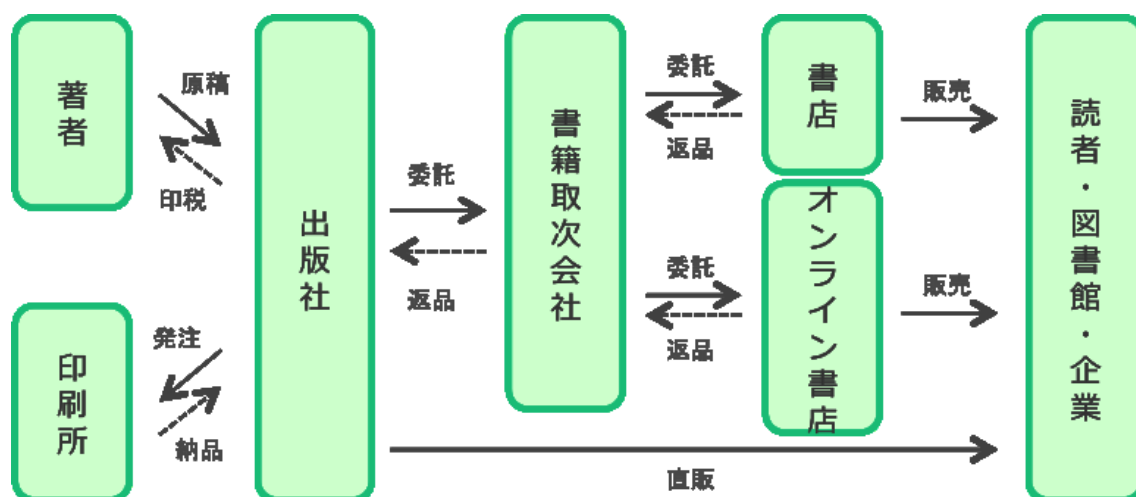 著者
原稿
印税
印刷所
発注
納品
出版社
委託
返品
書籍取次会社
委託
返品
書店
販売
委託
返品
オンライン書店
販売
直販
読者・図書館・企業